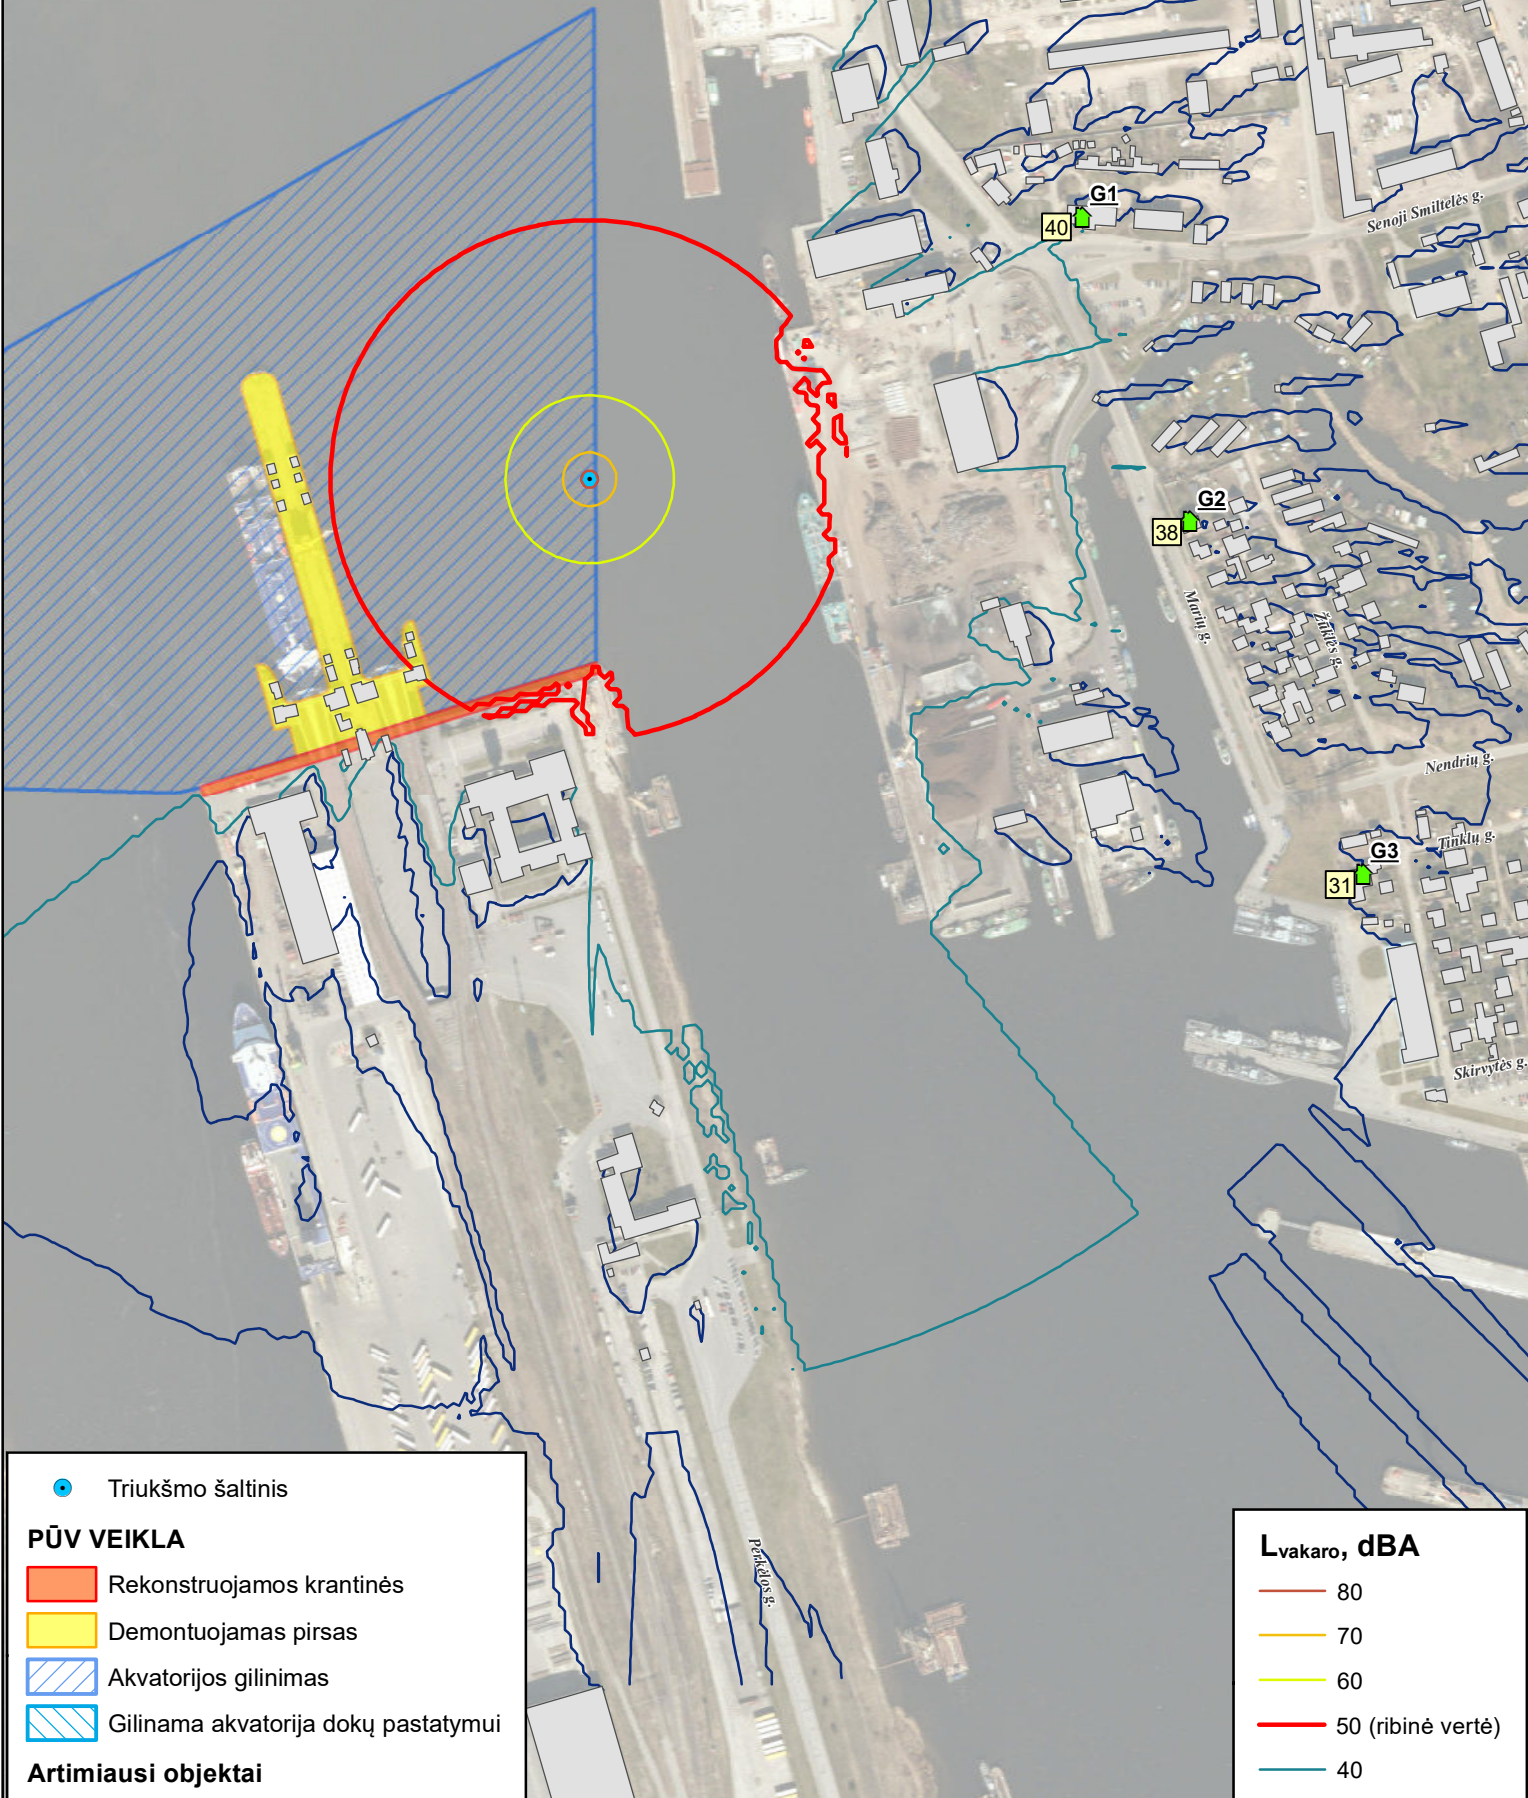 G1
40
Senoji Smiltelės g.
G2
38
Marių g.
Žūklės g.
Nendrių g.
Tinklų g.
G3
31
Skirvytės g.
Perkėlos g.
Triukšmo šaltinis
PŪV VEIKLA
Rekonstruojamos krantinės
Demontuojamas pirsas
Akvatorijos gilinimas
Gilinama akvatorija dokų pastatymui
Artimiausi objektai
Lvakaro, dBA
80
70
60
50 (ribinė vertė)
40